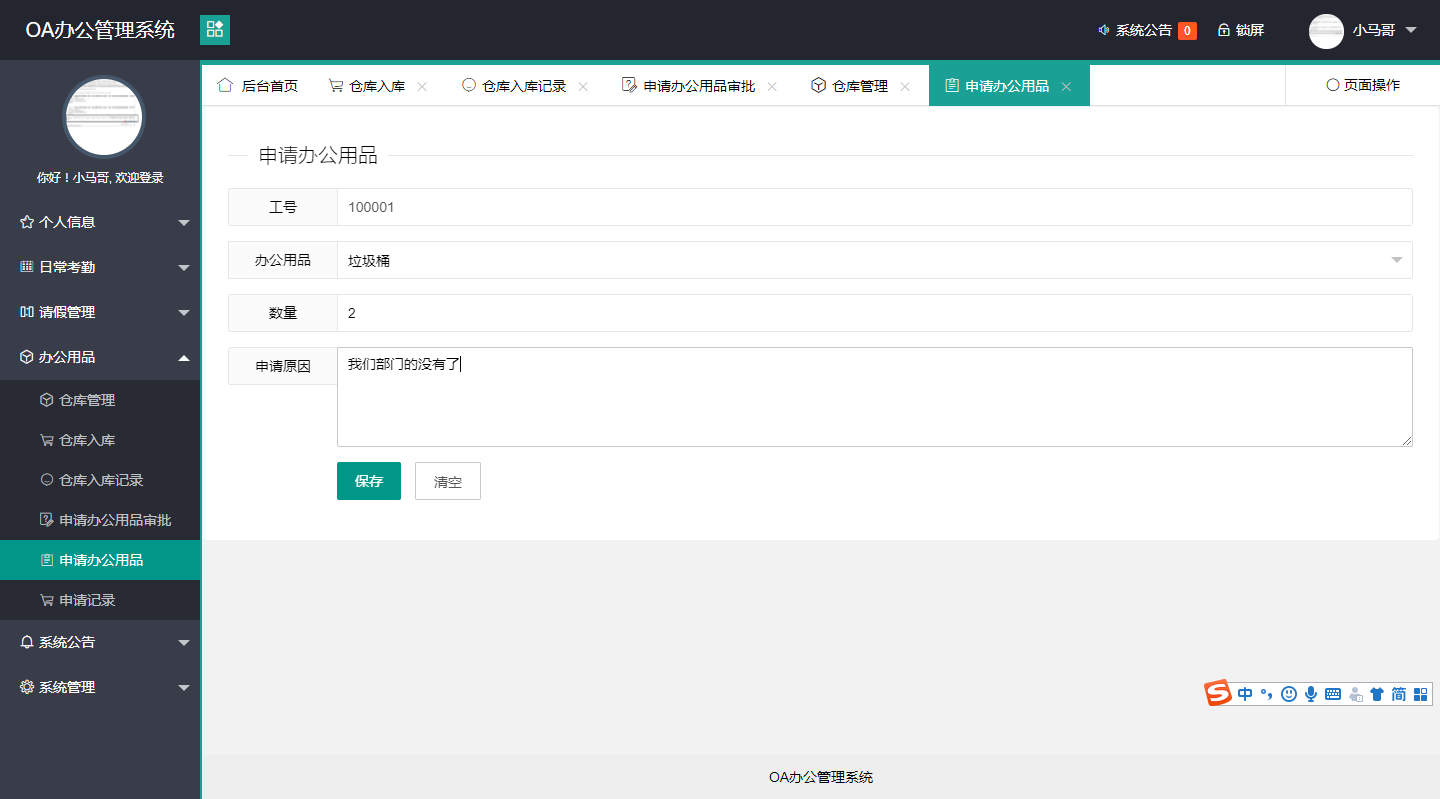 OA办公管理系统
系统公告 0 锁屏 小马哥
后台首页 仓库入库 仓库入库记录 申请办公用品审批 仓库管理 申请办公用品 页面操作
你好！小马哥, 欢迎登录
个人信息
日常考勤
请假管理
办公用品
仓库管理
仓库入库
仓库入库记录
申请办公用品审批
申请办公用品
申请记录
系统公告
系统管理
申请办公用品
工号 100001
办公用品 垃圾桶
数量 2
申请原因 我们部门的没有了
保存 清空
S 中 °, 简
OA办公管理系统